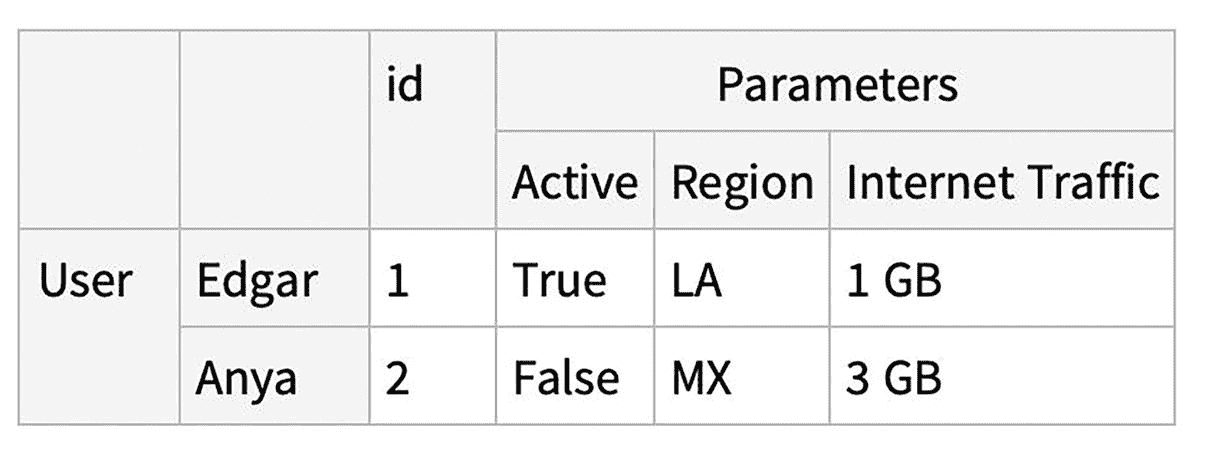 id Parameters
Active Region Internet Traffic
User Edgar 1 True LA 1 GB
Anya 2 False MX 3 GB